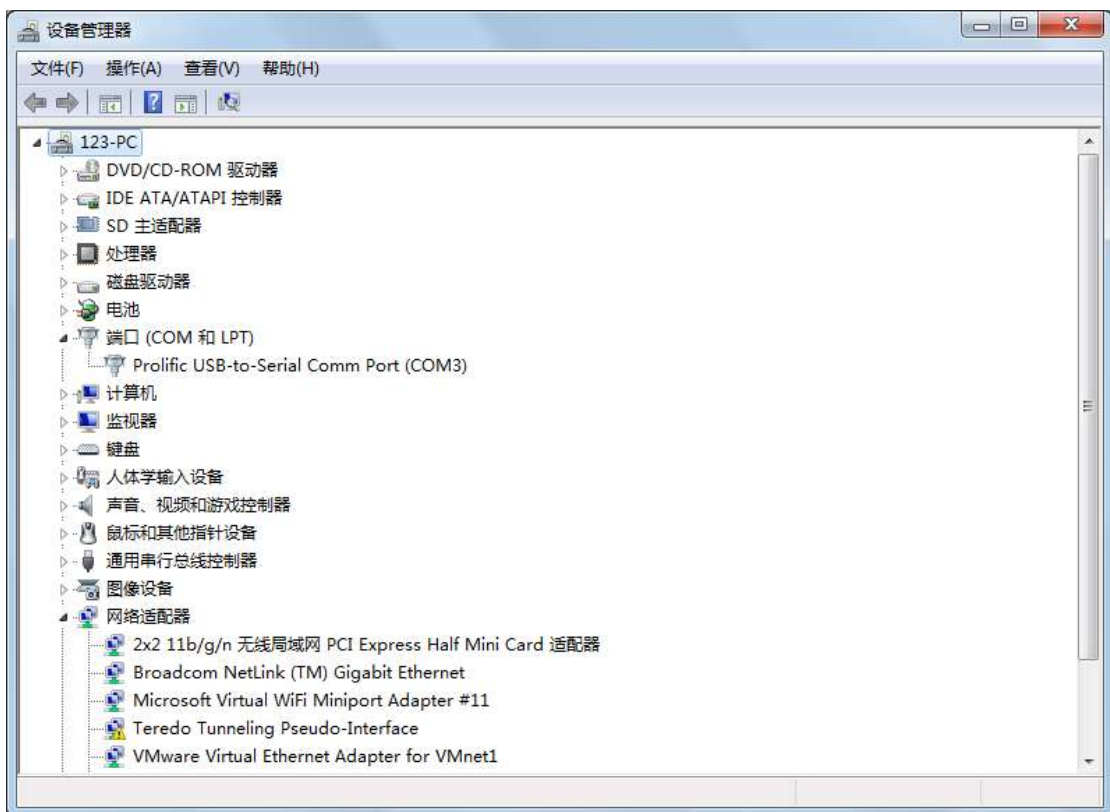 设备管理器
文件(F) 操作(A) 查看(V) 帮助(H)
123-PC
DVD/CD-ROM 驱动器
IDE ATA/ATAPI 控制器
SD 主适配器
处理器
磁盘驱动器
电池
端口 (COM 和 LPT)
Prolific USB-to-Serial Comm Port (COM3)
计算机
监视器
键盘
人体学输入设备
声音、视频和游戏控制器
鼠标和其他指针设备
通用串行总线控制器
图像设备
网络适配器
2x2 11b/g/n 无线局域网 PCI Express Half Mini Card 适配器
Broadcom NetLink (TM) Gigabit Ethernet
Microsoft Virtual WiFi Miniport Adapter #11
Teredo Tunneling Pseudo-Interface
VMware Virtual Ethernet Adapter for VMnet1